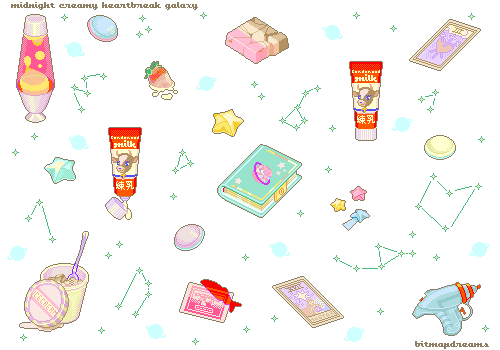 midnight creamy heartbreak galaxy
Condensed
milk
練乳
Condensed
milk
練乳
bitmapdreams